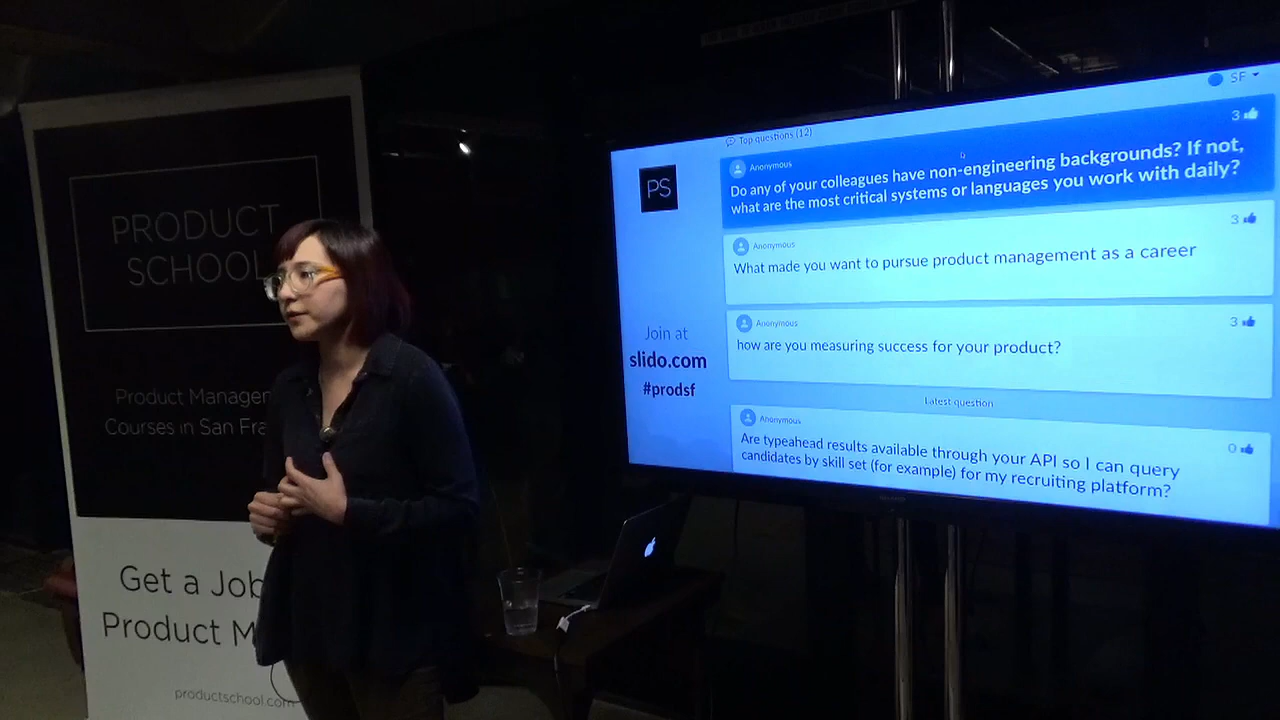 PRODUCT
SCHOOL
Product Manager
Courses in San Fra
Get a Job
Product M
productschool.com
PS
Join at
slido.com
#prodsf
SF
Top questions (12)
Anonymous
3
Do any of your colleagues have non-engineering backgrounds? If not,
what are the most critical systems or languages you work with daily?
Anonymous
3
What made you want to pursue product management as a career
Anonymous
3
how are you measuring success for your product?
Latest question
Anonymous
0
Are typeahead results available through your API so I can query
candidates by skill set (for example) for my recruiting platform?